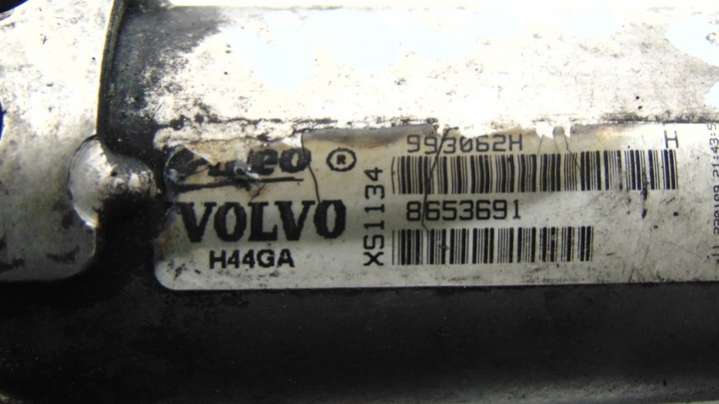 ®
VOLVO
H44GA
XS1134
993062H
H
8653691